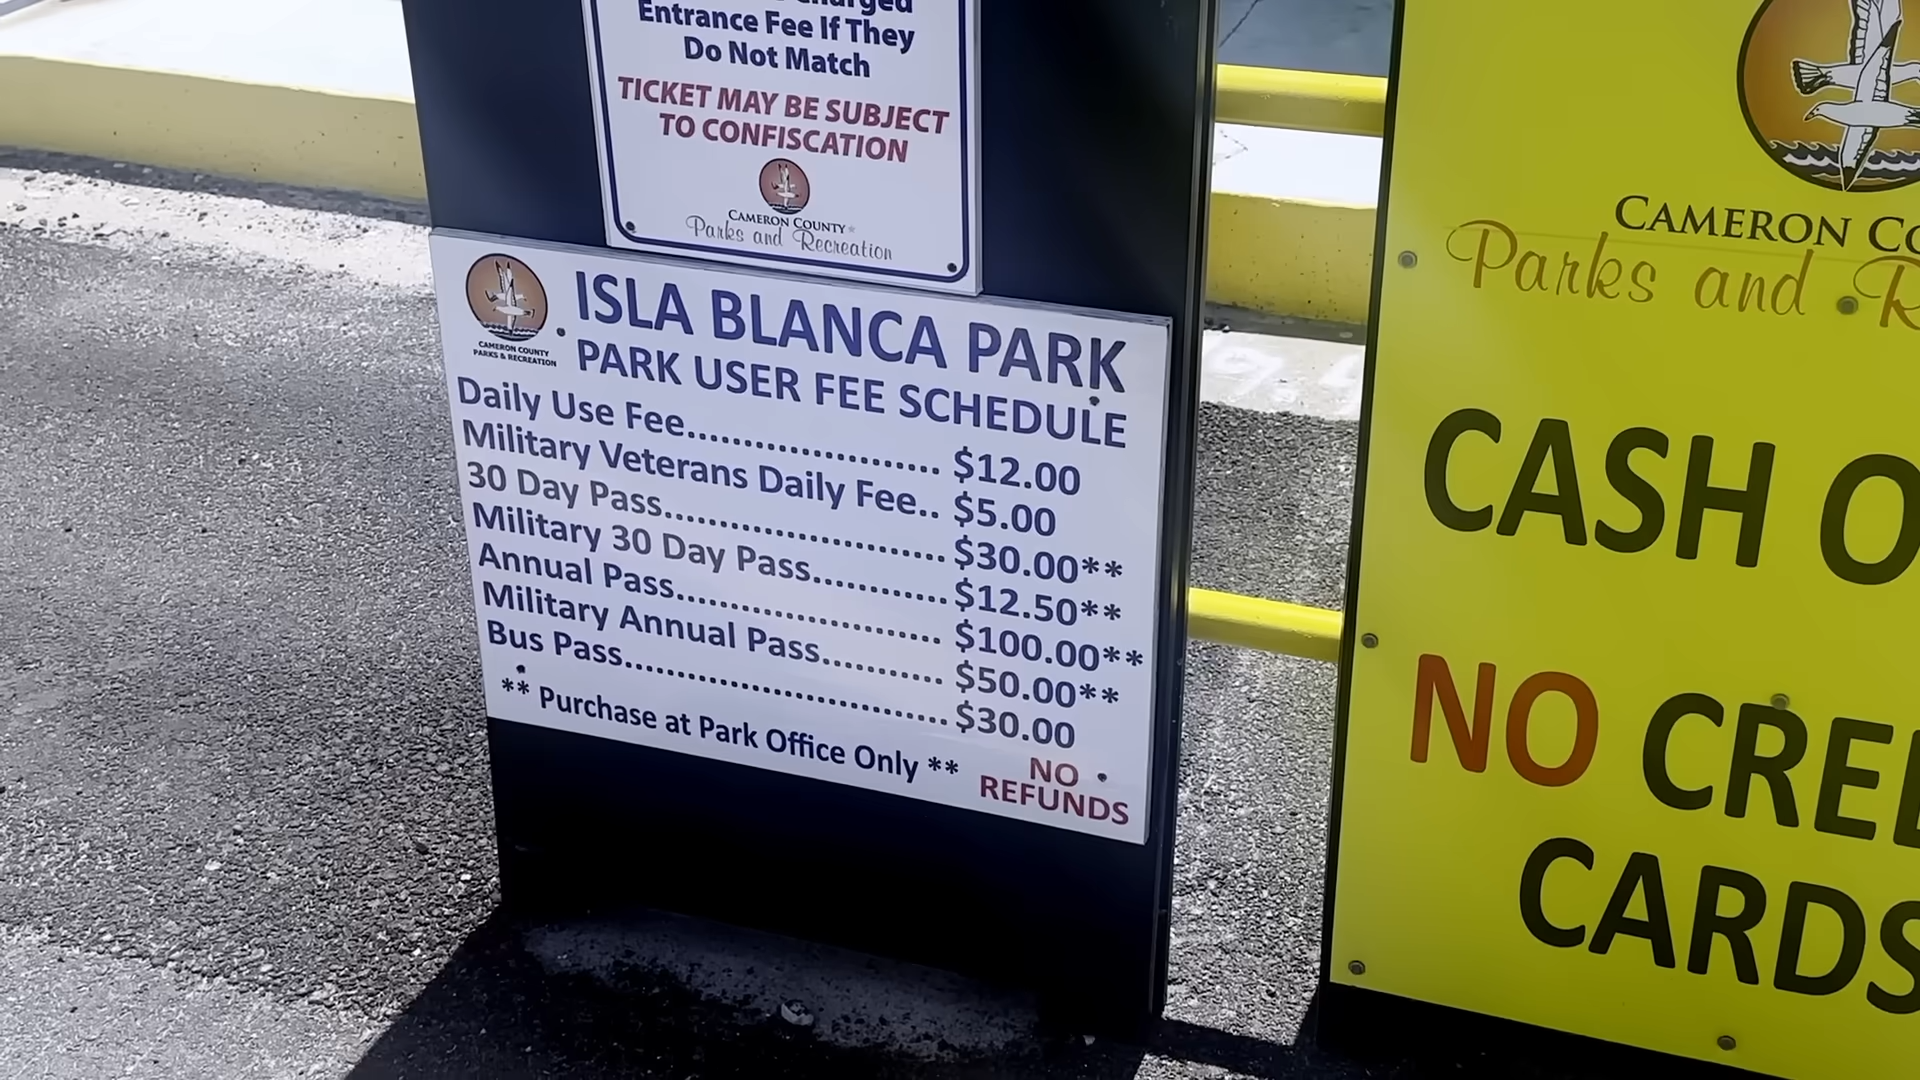 Entrance Fee If They
Do Not Match
TICKET MAY BE SUBJECT
TO CONFISCATION
CAMERON COUNTY
Parks and Recreation
CAMERON COUNTY
PARKS & RECREATION
ISLA BLANCA PARK
PARK USER FEE SCHEDULE
Daily Use Fee...................... $12.00
Military Veterans Daily Fee.. $5.00
30 Day Pass......................... $30.00**
Military 30 Day Pass............ $12.50**
Annual Pass........................ $100.00**
Military Annual Pass........... $50.00**
Bus Pass............................. $30.00
** Purchase at Park Office Only **
NO
REFUNDS
CAMERON
Parks and
CASH
NO
CARDS